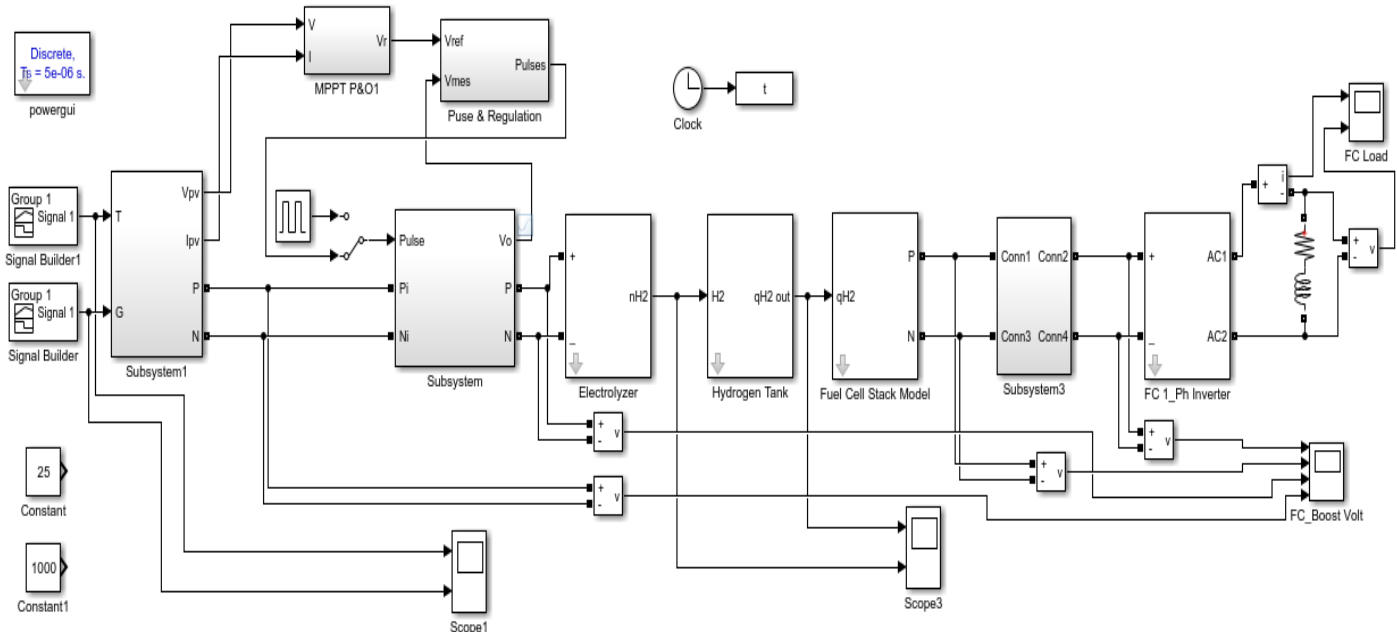 Discrete,
Ts = 5e-06 s.
powergui
V
I
Vr
MPPT P&O1
Vref
Vmes
Pulses
Puse & Regulation
Clock
t
FC Load
Group 1
Signal 1
Signal Builder1
Group 1
Signal 1
Signal Builder
T
G
Vpv
Ipv
P
N
Subsystem1
Pulse
Pi
Ni
Vo
P
N
Subsystem
+
_
nH2
Electrolyzer
H2
qH2 out
Hydrogen Tank
qH2
P
N
Fuel Cell Stack Model
Conn1
Conn2
Conn3
Conn4
Subsystem3
+
_
AC1
AC2
FC 1_Ph Inverter
+
-
i
+
-
v
+
-
v
+
-
v
+
-
v
+
-
v
FC_Boost Volt
25
Constant
1000
Constant1
Scope1
Scope3